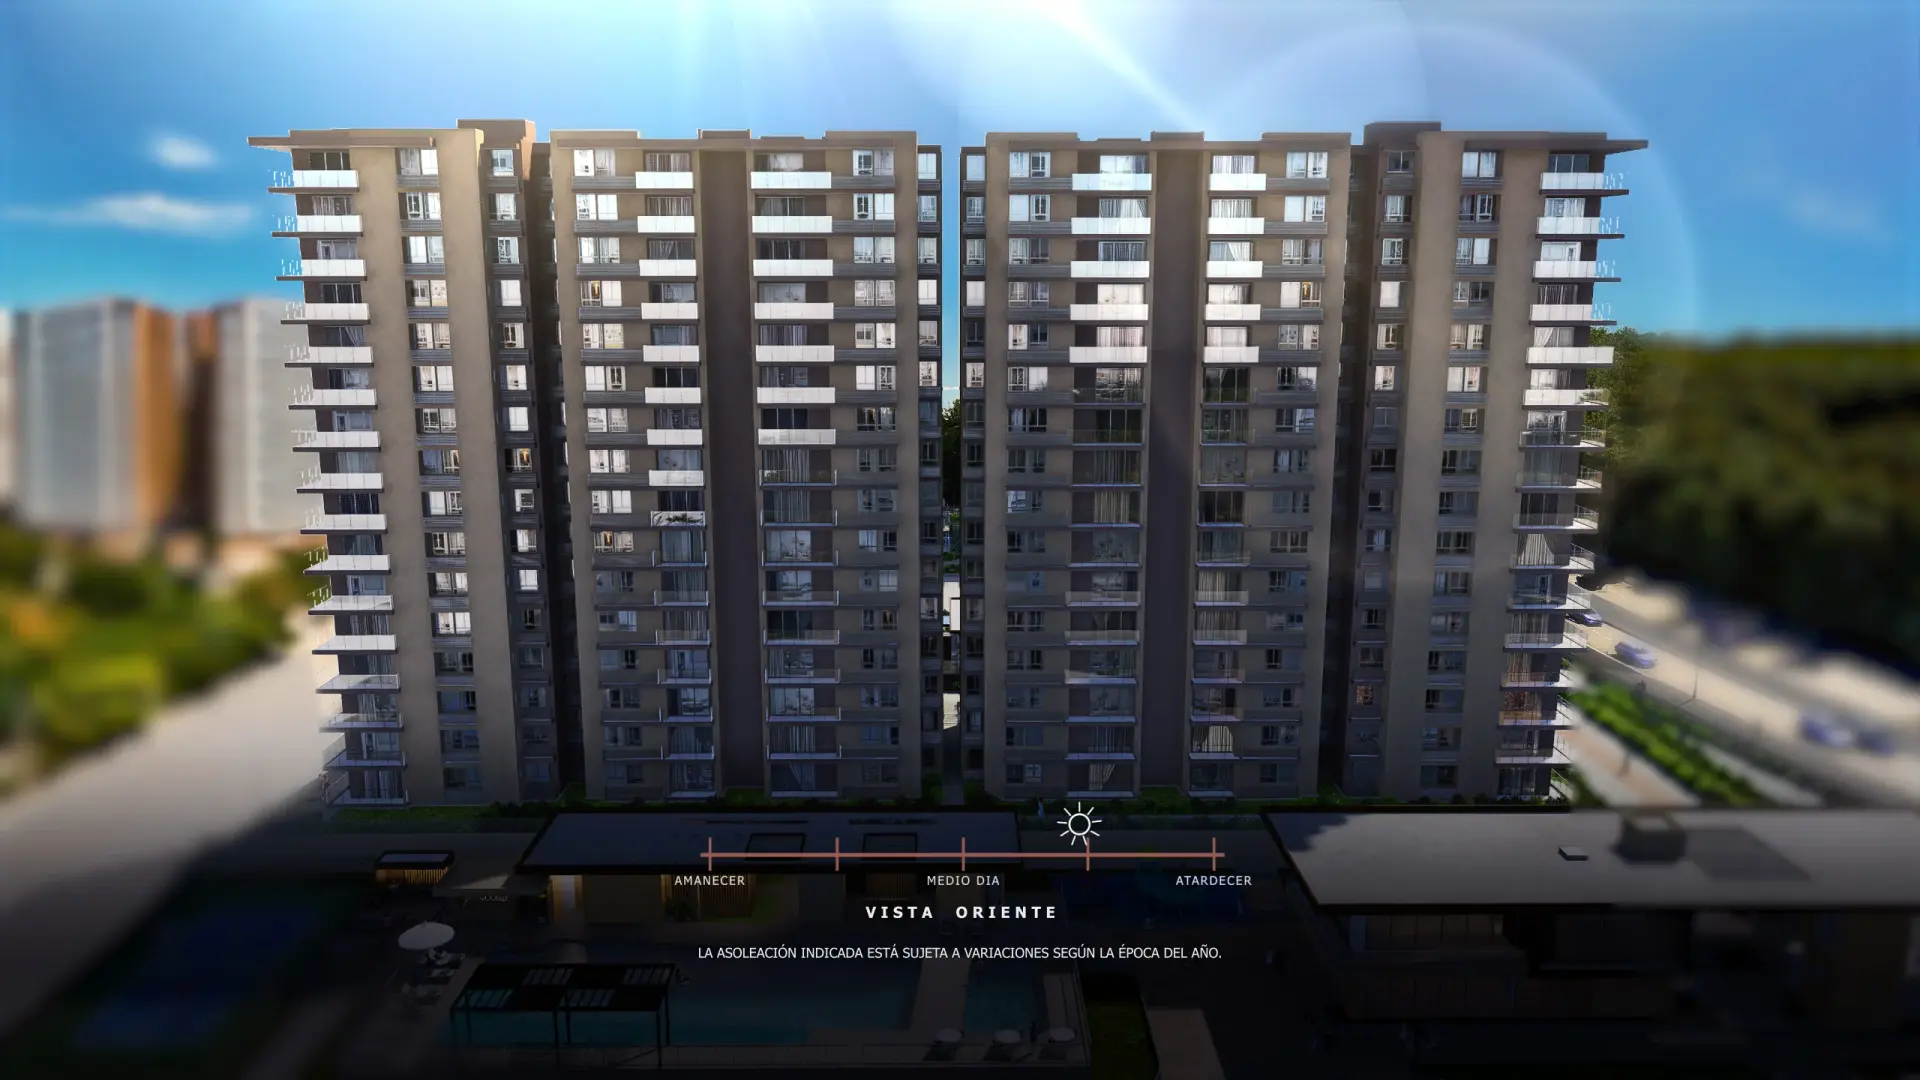 AMANECER MEDIO DIA ATARDECER
VISTA ORIENTE
LA ASOLEACIÓN INDICADA ESTÁ SUJETA A VARIACIONES SEGÚN LA ÉPOCA DEL AÑO.